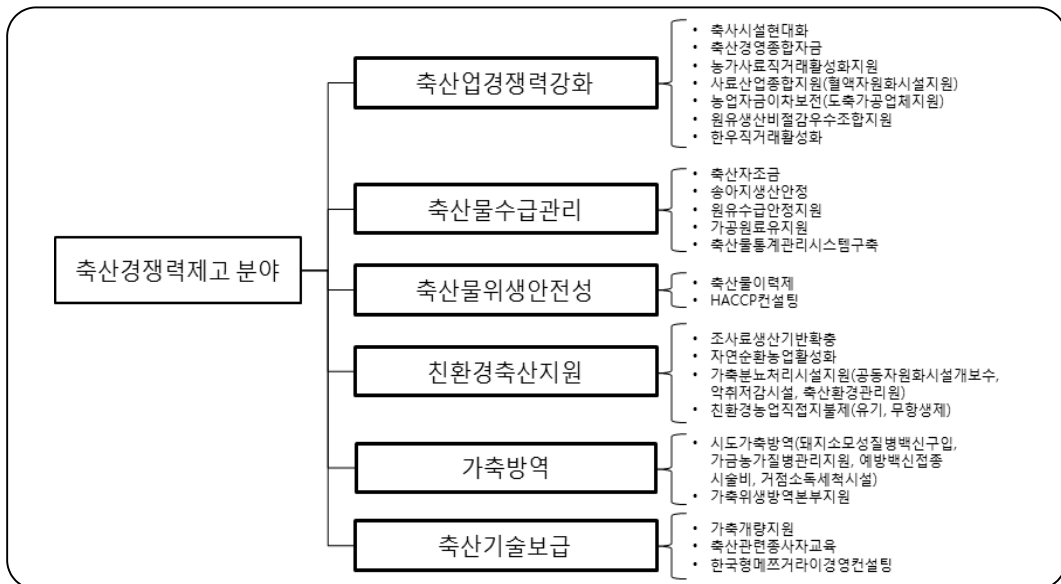 축산경쟁력제고 분야
축산업경쟁력강화
• 축사시설현대화
• 축산경영종합자금
• 농가사료직거래활성화지원
• 사료산업종합지원(혈액자원화시설지원)
• 농업자금이차보전(도축가공업체지원)
• 원유생산비절감우수조합지원
• 한우직거래활성화
축산물수급관리
• 축산자조금
• 송아지생산안정
• 원유수급안정지원
• 가공원료유지원
• 축산물통계관리시스템구축
축산물위생안전성
• 축산물이력제
• HACCP컨설팅
친환경축산지원
• 조사료생산기반확충
• 자연순환농업활성화
• 가축분뇨처리시설지원(공동자원화시설개보수,
악취저감시설, 축산환경관리원)
• 친환경농업직접지불제(유기, 무항생제)
가축방역
• 시도가축방역(돼지소모성질병백신구입,
가금농가질병관리지원, 예방백신접종
시술비, 거점소독세척시설)
• 가축위생방역본부지원
축산기술보급
• 가축개량지원
• 축산관련종사자교육
• 한국형메쯔거라이경영컨설팅